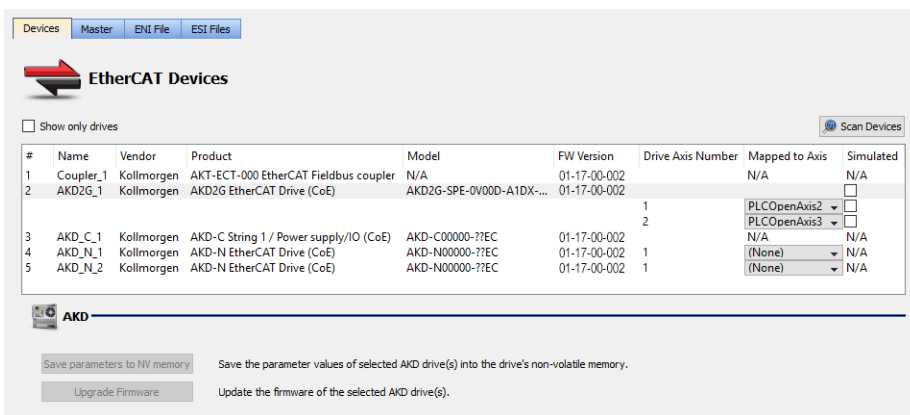 Devices Master ENI File ESI Files
EtherCAT Devices
Show only drives Scan Devices
# Name Vendor Product Model FW Version Drive Axis Number Mapped to Axis Simulated
1 Coupler_1 Kollmorgen AKT-ECT-000 EtherCAT Fieldbus coupler N/A 01-17-00-002 N/A N/A
2 AKD2G_1 Kollmorgen AKD2G EtherCAT Drive (CoE) AKD2G-SPE-0V00D-A1DX-... 01-17-00-002
1 PLCOpenAxis2
2 PLCOpenAxis3
3 AKD_C_1 Kollmorgen AKD-C String 1 / Power supply/IO (CoE) AKD-C00000-??EC 01-17-00-002 N/A N/A
4 AKD_N_1 Kollmorgen AKD-N EtherCAT Drive (CoE) AKD-N00000-??EC 01-17-00-002 1 (None) N/A
5 AKD_N_2 Kollmorgen AKD-N EtherCAT Drive (CoE) AKD-N00000-??EC 01-17-00-002 1 (None) N/A
AKD
Save parameters to NV memory Save the parameter values of selected AKD drive(s) into the drive's non-volatile memory.
Upgrade Firmware Update the firmware of the selected AKD drive(s).